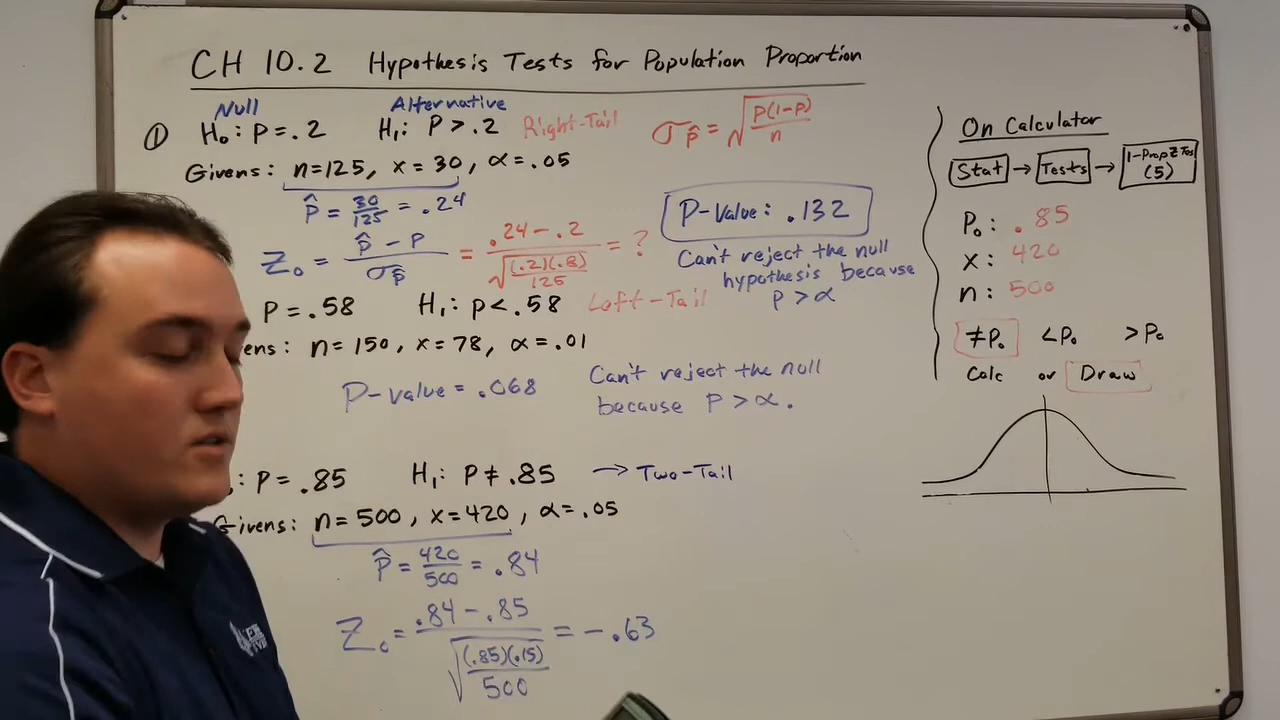 CH 10.2 Hypothesis Tests for Population Proportion
Null Alternative
① H₀: P = .2 H₁: P > .2 Right-Tail
σp̂ = √(P(1-P)/n)
Givens: n=125, x=30, α=.05
p̂ = 30/125 = .24
Z₀ = (p̂ - P)/σp̂ = (.24 - .2)/√((.2)(.8)/125) = ?
P-value: .132
Can't reject the null
hypothesis because
P > α
P = .58 H₁: p < .58 Left-Tail
ens: n=150, x=78, α=.01
P-value = .068
Can't reject the null
because P > α.
: P = .85 H₁: P ≠ .85 → Two-Tail
Givens: n=500, x=420, α=.05
p̂ = 420/500 = .84
Z₀ = (.84 - .85)/√((.85)(.15)/500) = -.63
On Calculator
Stat → Tests → 1-PropZTes
(5)
P₀: .85
x: 420
n: 500
≠P₀ <P₀ >P₀
Calc or Draw